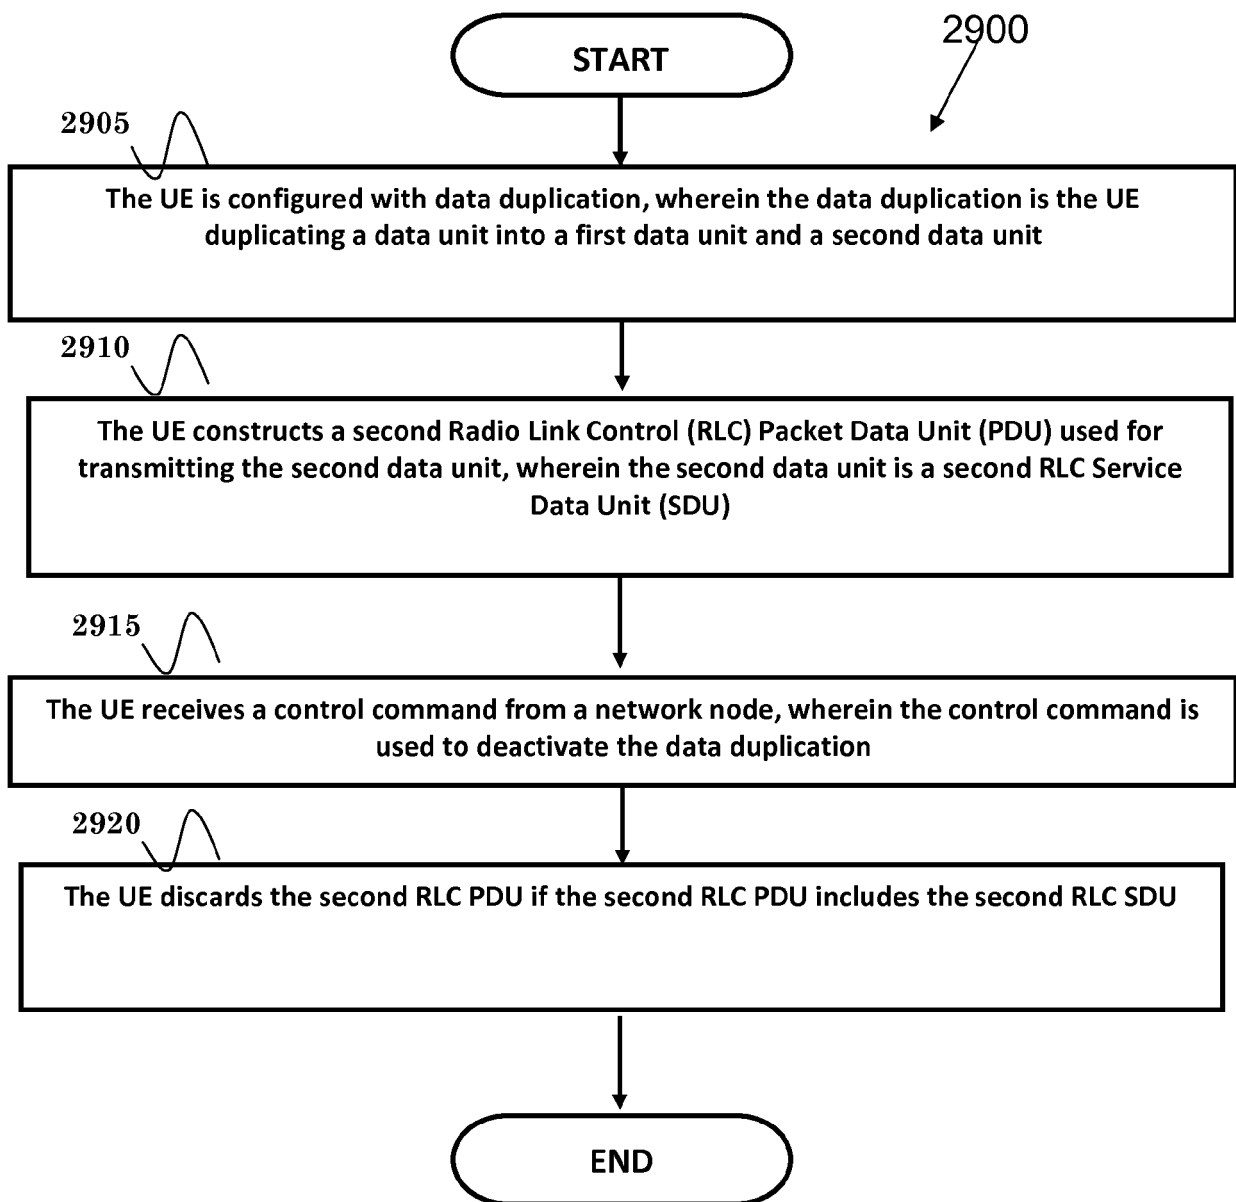 START
2900
2905
The UE is configured with data duplication, wherein the data duplication is the UE
duplicating a data unit into a first data unit and a second data unit
2910
The UE constructs a second Radio Link Control (RLC) Packet Data Unit (PDU) used for
transmitting the second data unit, wherein the second data unit is a second RLC Service
Data Unit (SDU)
2915
The UE receives a control command from a network node, wherein the control command is
used to deactivate the data duplication
2920
The UE discards the second RLC PDU if the second RLC PDU includes the second RLC SDU
END